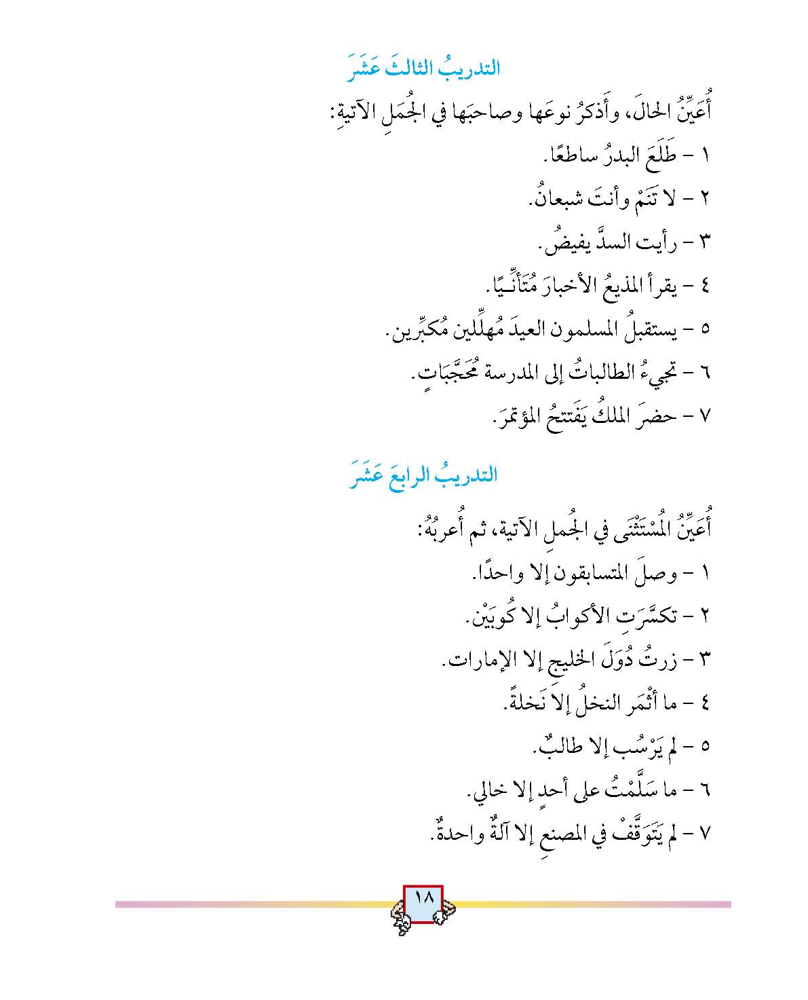 التدريبُ الثالثَ عَشَرَ
أُعَيِّنُ الحالَ، وأَذكرُ نوعَها وصاحبَها في الجُمَلِ الآتيةِ:
١ – طَلَعَ البدرُ ساطعًا.
٢ – لا تَنَمْ وأنتَ شبعانُ.
٣ – رأيت السدَّ يفيضُ.
٤ – يقرأ المذيعُ الأخبارَ مُتَأنِّـيًا.
٥ – يستقبلُ المسلمون العيدَ مُهلِّلين مُكبِّرين.
٦ – تجيءُ الطالباتُ إلى المدرسة مُحَجَّبَاتٍ.
٧ – حضرَ الملكُ يَفَتتحُ المؤتمرَ.
التدريبُ الرابعَ عَشَرَ
أُعَيِّنُ المُسْتَثْنَى في الجُملِ الآتية، ثم أُعربُهُ:
١ – وصلَ المتسابقون إلا واحدًا.
٢ – تكسَّرَتِ الأكوابُ إلا كُوبَيْن.
٣ – زرتُ دُوَلَ الخليجِ إلا الإمارات.
٤ – ما أثْمَر النخلُ إلا نَخلةً.
٥ – لم يَرْسُب إلا طالبٌ.
٦ – ما سَلَّمْتُ على أحدٍ إلا خالي.
٧ – لم يَتَوَقَّفْ في المصنعِ إلا آلةٌ واحدةٌ.
١٨